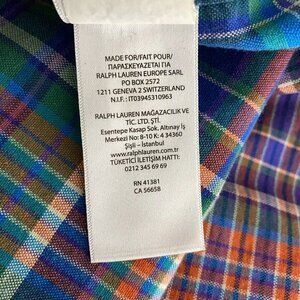 MADE FOR/FAIT POUR/
ΠΑΡΑΣΚΕΥΑΖΕΤΑΙ ΓΙΑ
RALPH LAUREN EUROPE SARL
PO BOX 2572
1211 GENEVA 2 SWITZERLAND
N.I.F. : IT03945310963
RALPH LAUREN MAĞAZACILIK VE
TİC. LTD. ŞTİ.
Esentepe Kasap Sok. Altınay İş
Merkezi No: 8-10 K: 4 34360
Şişli - İstanbul
www.ralphlauren.com.tr
TÜKETİCİ İLETİŞİM HATTI:
0212 345 69 69
RN 41381
CA 56658